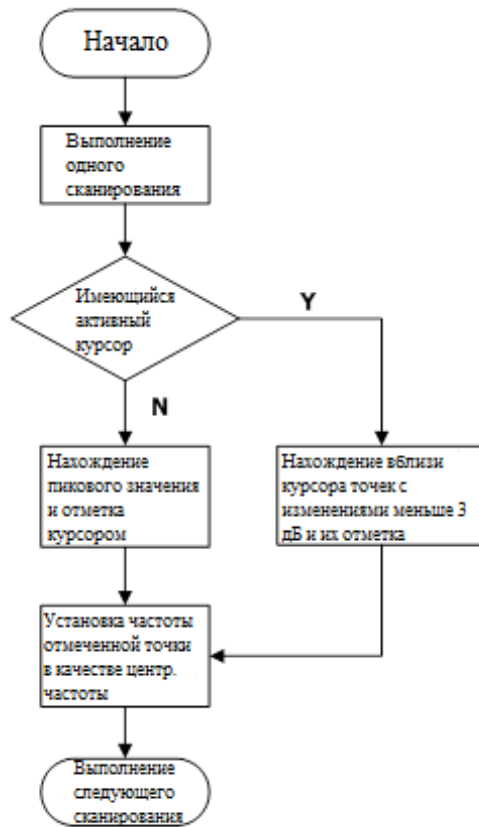 Начало
Выполнение
одного
сканирования
Имеющийся
активный
курсор
Y
N
Нахождение
пикового значения
и отметка
курсором
Нахождение вблизи
курсора точек с
изменениями меньше 3
дБ и их отметка
Установка частоты
отмеченной точки
в качестве центр.
частоты
Выполнение
следующего
сканирования